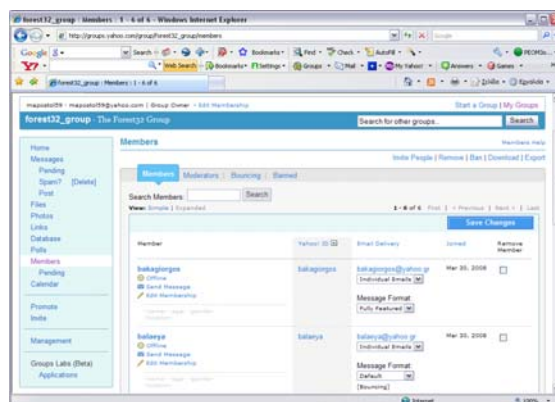 forest32_group : Members : 1 - 6 of 6 - Windows Internet Explorer
http://groups.yahoo.com/group/forest32_group/members
Google
Search
Bookmarks
Find
Check
AutoFill
Web Search
Bookmarks
Settings
Groups
Mail
My Yahoo!
Answers
Games
forest32_group : Members : 1 - 6 of 6
mapostol59 · mapostol59@yahoo.com | Group Owner - Edit Membership
Start a Group | My Groups
forest32_group · The Forest32 Group
Search for other groups...
Search
Home
Messages
Pending
Spam? [Delete]
Post
Files
Photos
Links
Database
Polls
Members
Pending
Calendar
Promote
Invite
Management
Groups Labs (Beta)
Applications
Members
Members Help
Invite People | Remove | Ban | Download | Export
Members
Moderators
Bouncing
Banned
Search Members:
Search
View: Simple | Expanded
1 - 6 of 6 First | < Previous | Next > | Last
Save Changes
Member
Yahoo! ID
Email Delivery
Joined
Remove Member
bakagiorgos
Offline
Send Message
Edit Membership
bakagiorgos
bakagiorgos@yahoo.gr
Individual Emails
Message Format
Fully Featured
Mar 20, 2008
balaeya
Offline
Send Message
Edit Membership
balaeya
balaeya@yahoo.gr
Individual Emails
Message Format
Default
[Bouncing]
Mar 20, 2008
Internet
100%